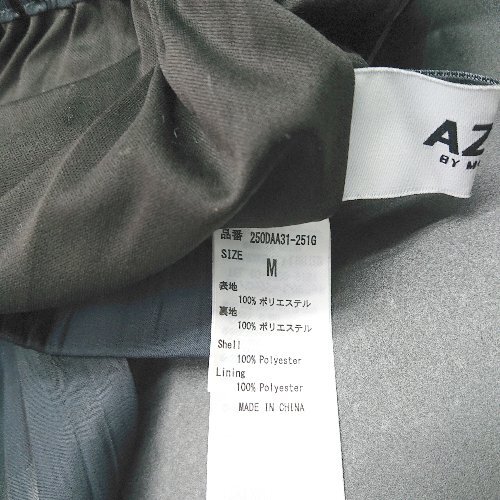 AZ
BY M
品番 250DAA31-251G
SIZE
M
表地
100% ポリエステル
裏地
100% ポリエステル
Shell
100% Polyester
Lining
100% Polyester
MADE IN CHINA